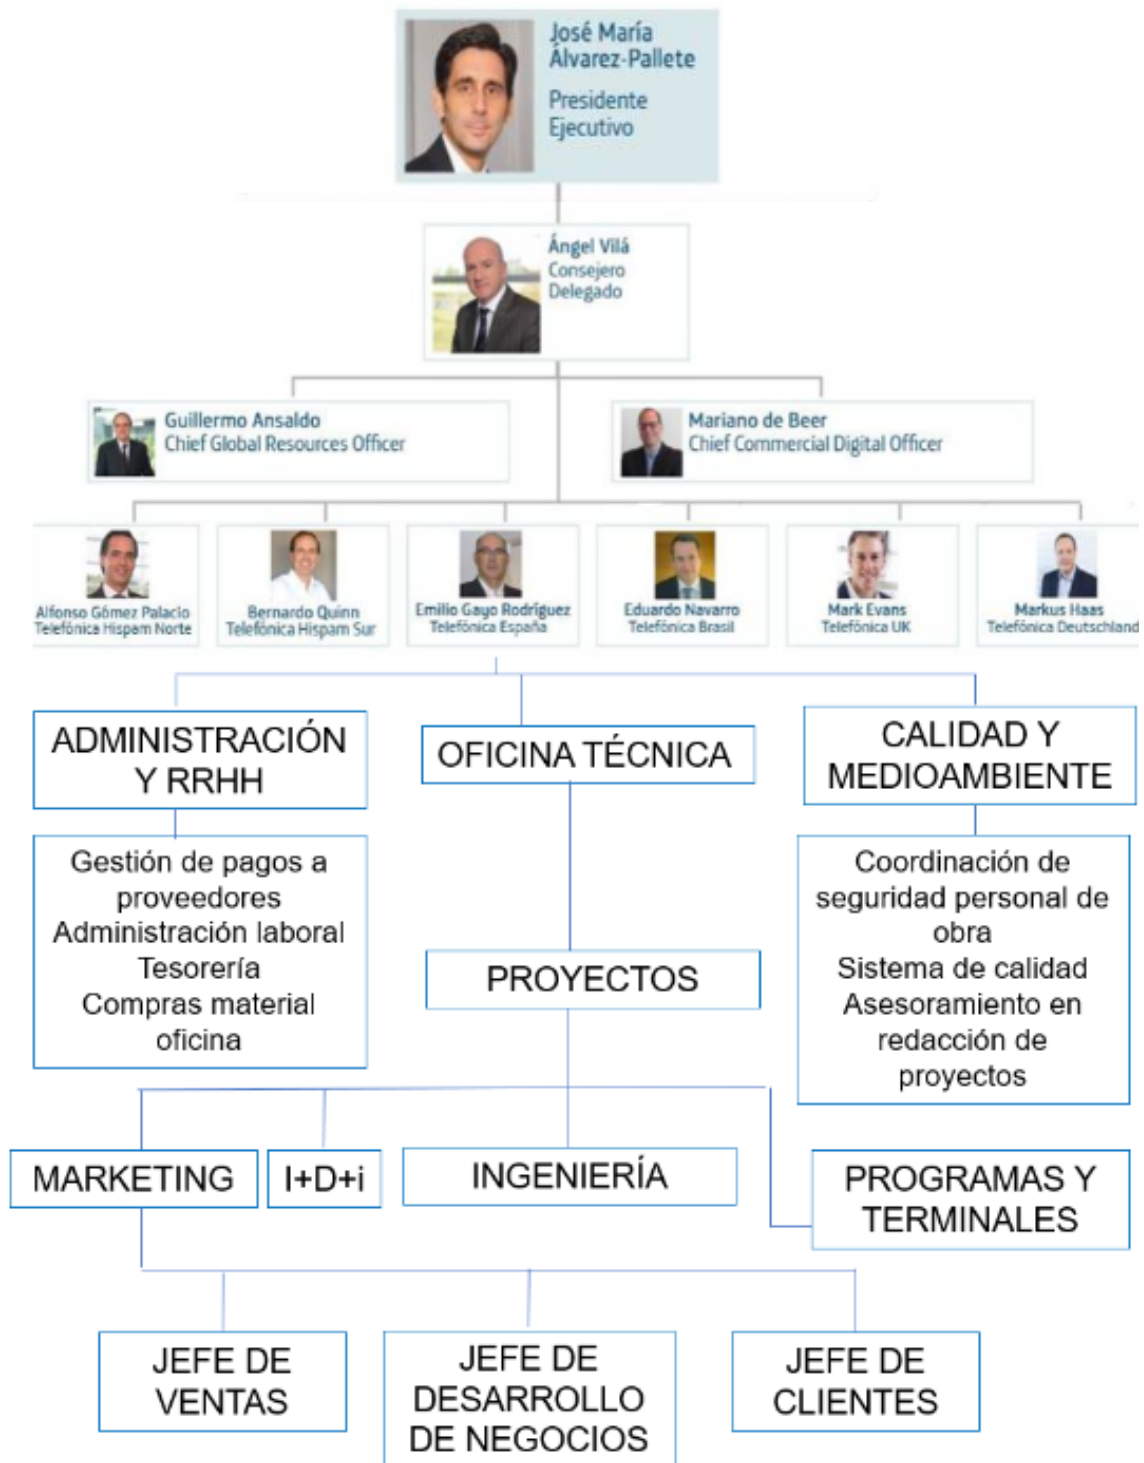 José María
Álvarez-Pallete
Presidente
Ejecutivo
Ángel Vilá
Consejero
Delegado
Guillermo Ansaldo
Chief Global Resources Officer
Mariano de Beer
Chief Commercial Digital Officer
Alfonso Gómez Palacio
Telefónica Hispam Norte
Bernardo Quinn
Telefónica Hispam Sur
Emilio Gayo Rodríguez
Telefónica España
Eduardo Navarro
Telefónica Brasil
Mark Evans
Telefónica UK
Markus Haas
Telefónica Deutschland
ADMINISTRACIÓN
Y RRHH
OFICINA TÉCNICA
CALIDAD Y
MEDIOAMBIENTE
Gestión de pagos a
proveedores
Administración laboral
Tesorería
Compras material
oficina
PROYECTOS
Coordinación de
seguridad personal de
obra
Sistema de calidad
Asesoramiento en
redacción de
proyectos
MARKETING
I+D+i
INGENIERÍA
PROGRAMAS Y
TERMINALES
JEFE DE
VENTAS
JEFE DE
DESARROLLO
DE NEGOCIOS
JEFE DE
CLIENTES